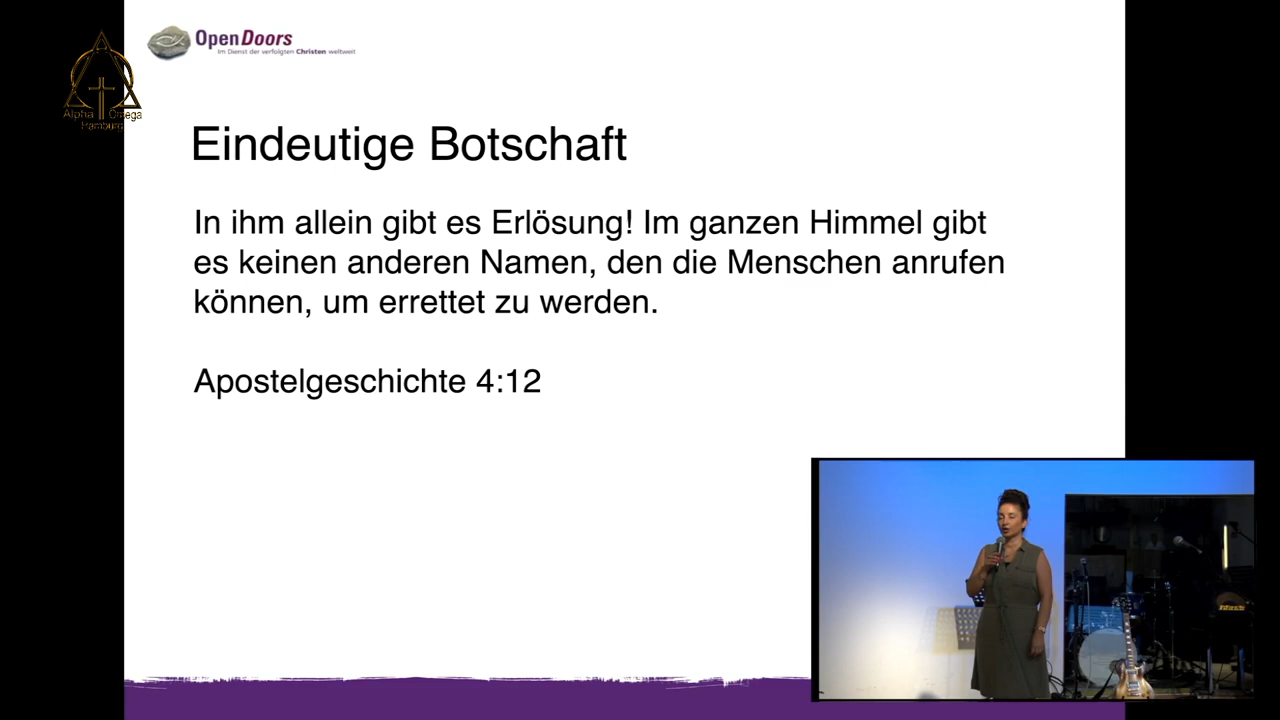 OpenDoors
Im Dienst der verfolgten Christen weltweit
Alpha Omega
Hamburg
Eindeutige Botschaft
In ihm allein gibt es Erlösung! Im ganzen Himmel gibt
es keinen anderen Namen, den die Menschen anrufen
können, um errettet zu werden.
Apostelgeschichte 4:12